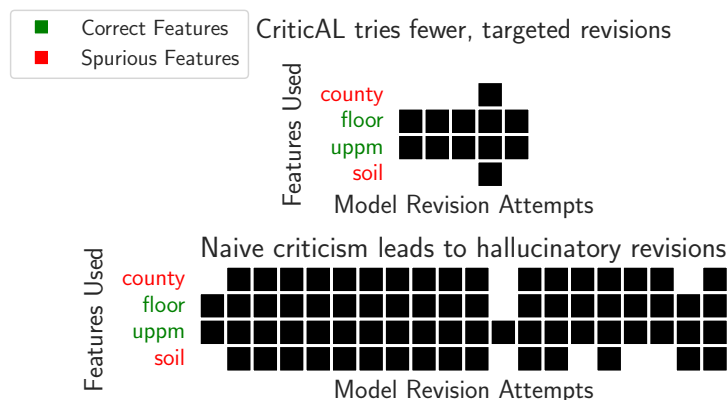 Correct Features
Spurious Features
CriticAL tries fewer, targeted revisions
Features Used
county
floor
uppm
soil
Model Revision Attempts
Naive criticism leads to hallucinatory revisions
Features Used
county
floor
uppm
soil
Model Revision Attempts